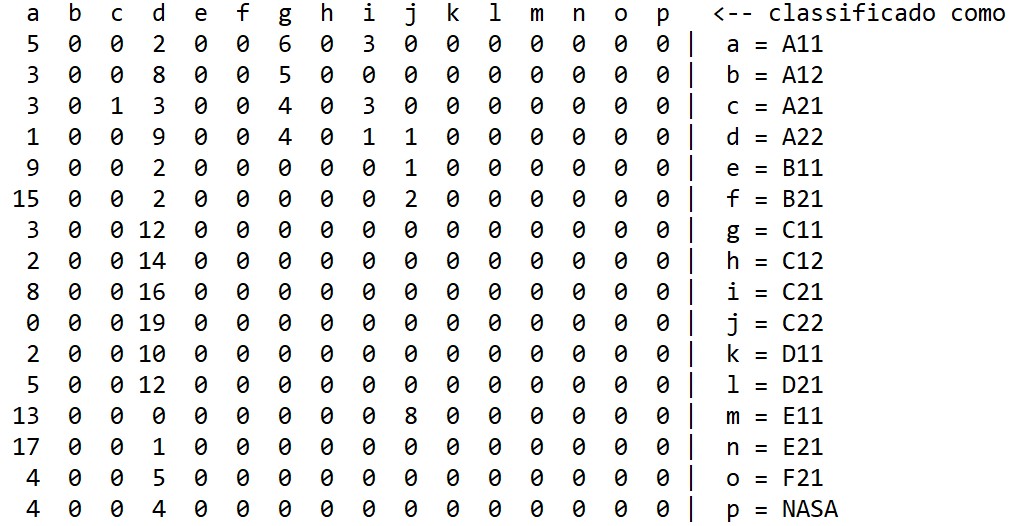 a b c d e f g h i j k l m n o p <-- classificado como
5 0 0 2 0 0 6 0 3 0 0 0 0 0 0 0 | a = A11
3 0 0 8 0 0 5 0 0 0 0 0 0 0 0 0 | b = A12
3 0 1 3 0 0 4 0 3 0 0 0 0 0 0 0 | c = A21
1 0 0 9 0 0 4 0 1 1 0 0 0 0 0 0 | d = A22
9 0 0 2 0 0 0 0 0 1 0 0 0 0 0 0 | e = B11
15 0 0 2 0 0 0 0 0 2 0 0 0 0 0 0 | f = B21
3 0 0 12 0 0 0 0 0 0 0 0 0 0 0 0 | g = C11
2 0 0 14 0 0 0 0 0 0 0 0 0 0 0 0 | h = C12
8 0 0 16 0 0 0 0 0 0 0 0 0 0 0 0 | i = C21
0 0 0 19 0 0 0 0 0 0 0 0 0 0 0 0 | j = C22
2 0 0 10 0 0 0 0 0 0 0 0 0 0 0 0 | k = D11
5 0 0 12 0 0 0 0 0 0 0 0 0 0 0 0 | l = D21
13 0 0 0 0 0 0 0 0 8 0 0 0 0 0 0 | m = E11
17 0 0 1 0 0 0 0 0 0 0 0 0 0 0 0 | n = E21
4 0 0 5 0 0 0 0 0 0 0 0 0 0 0 0 | o = F21
4 0 0 4 0 0 0 0 0 0 0 0 0 0 0 0 | p = NASA